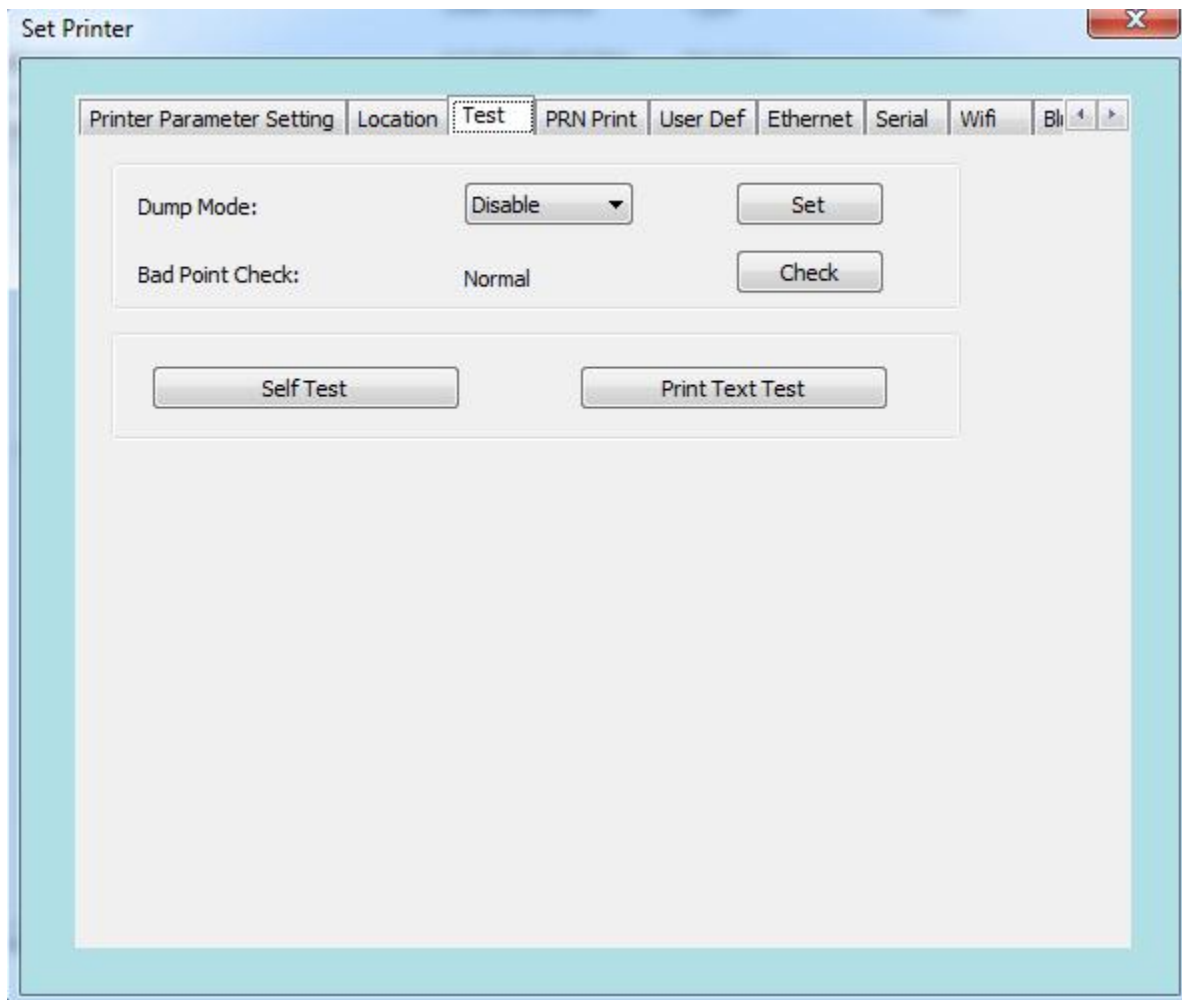 Set Printer
Printer Parameter Setting Location Test PRN Print User Def Ethernet Serial Wifi
Dump Mode: Disable Set
Bad Point Check: Normal Check
Self Test Print Text Test